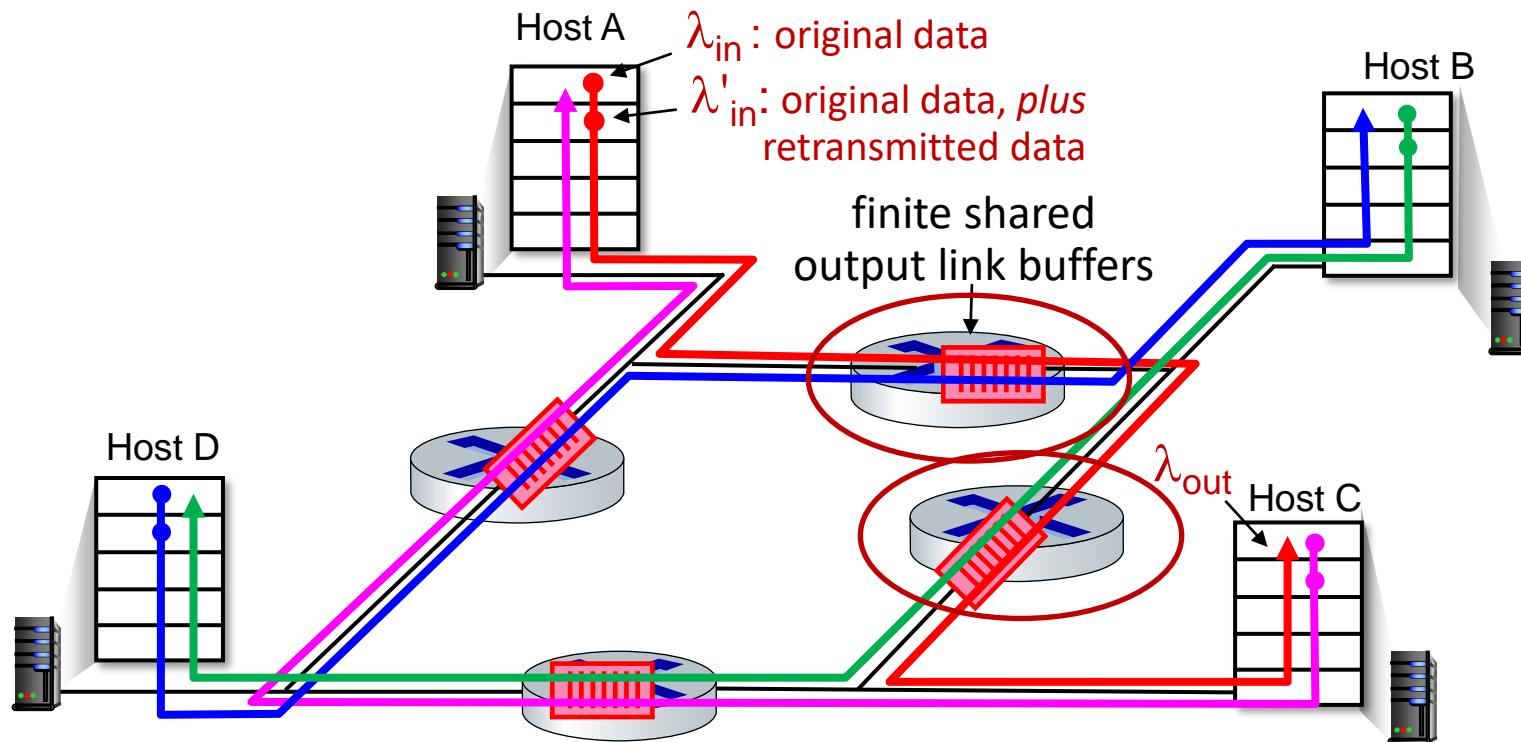 Host A
λin : original data
λ'in: original data, plus
retransmitted data
Host B
finite shared
output link buffers
Host D
λout
Host C